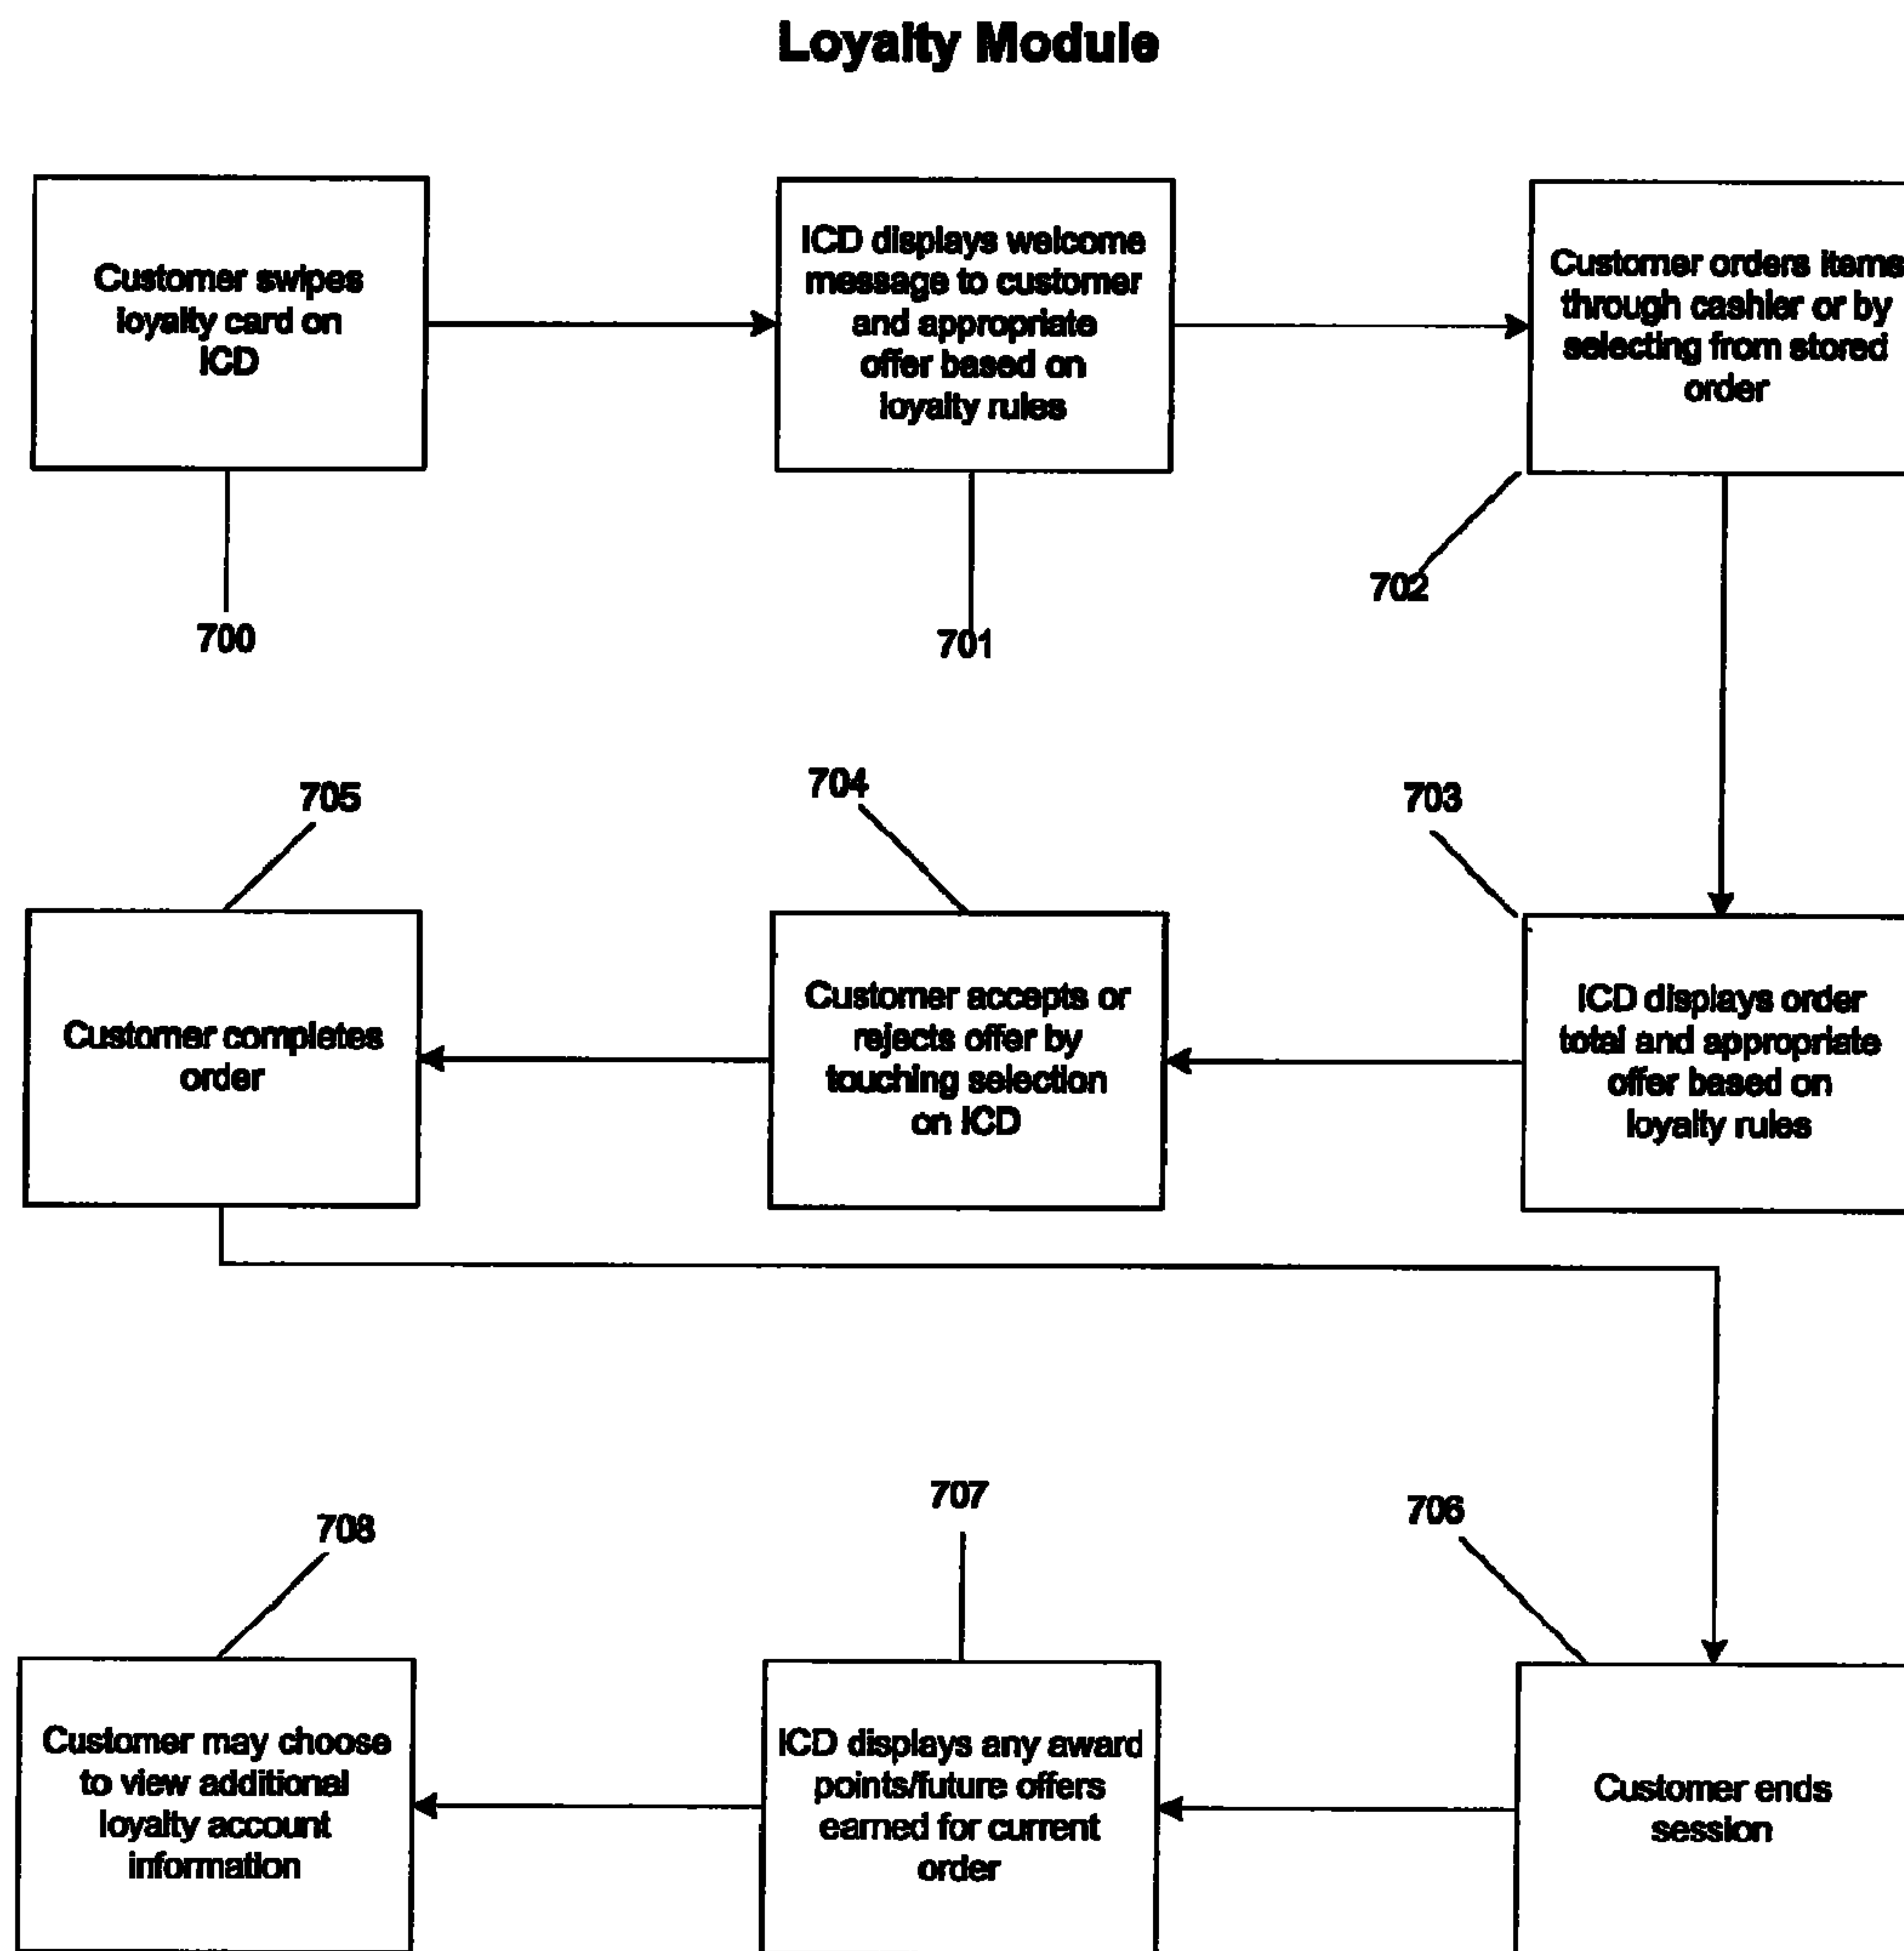 Loyalty Module
Customer swipes
loyalty card on
ICD
700
ICD displays welcome
message to customer
and appropriate
offer based on
loyalty rules
701
Customer orders items
through cashier or by
selecting from stored
order
702
703
ICD displays order
total and appropriate
offer based on
loyalty rules
704
Customer accepts or
rejects offer by
touching selection
on ICD
705
Customer completes
order
706
Customer ends
session
707
ICD displays any award
points/future offers
earned for current
order
708
Customer may choose
to view additional
loyalty account
information